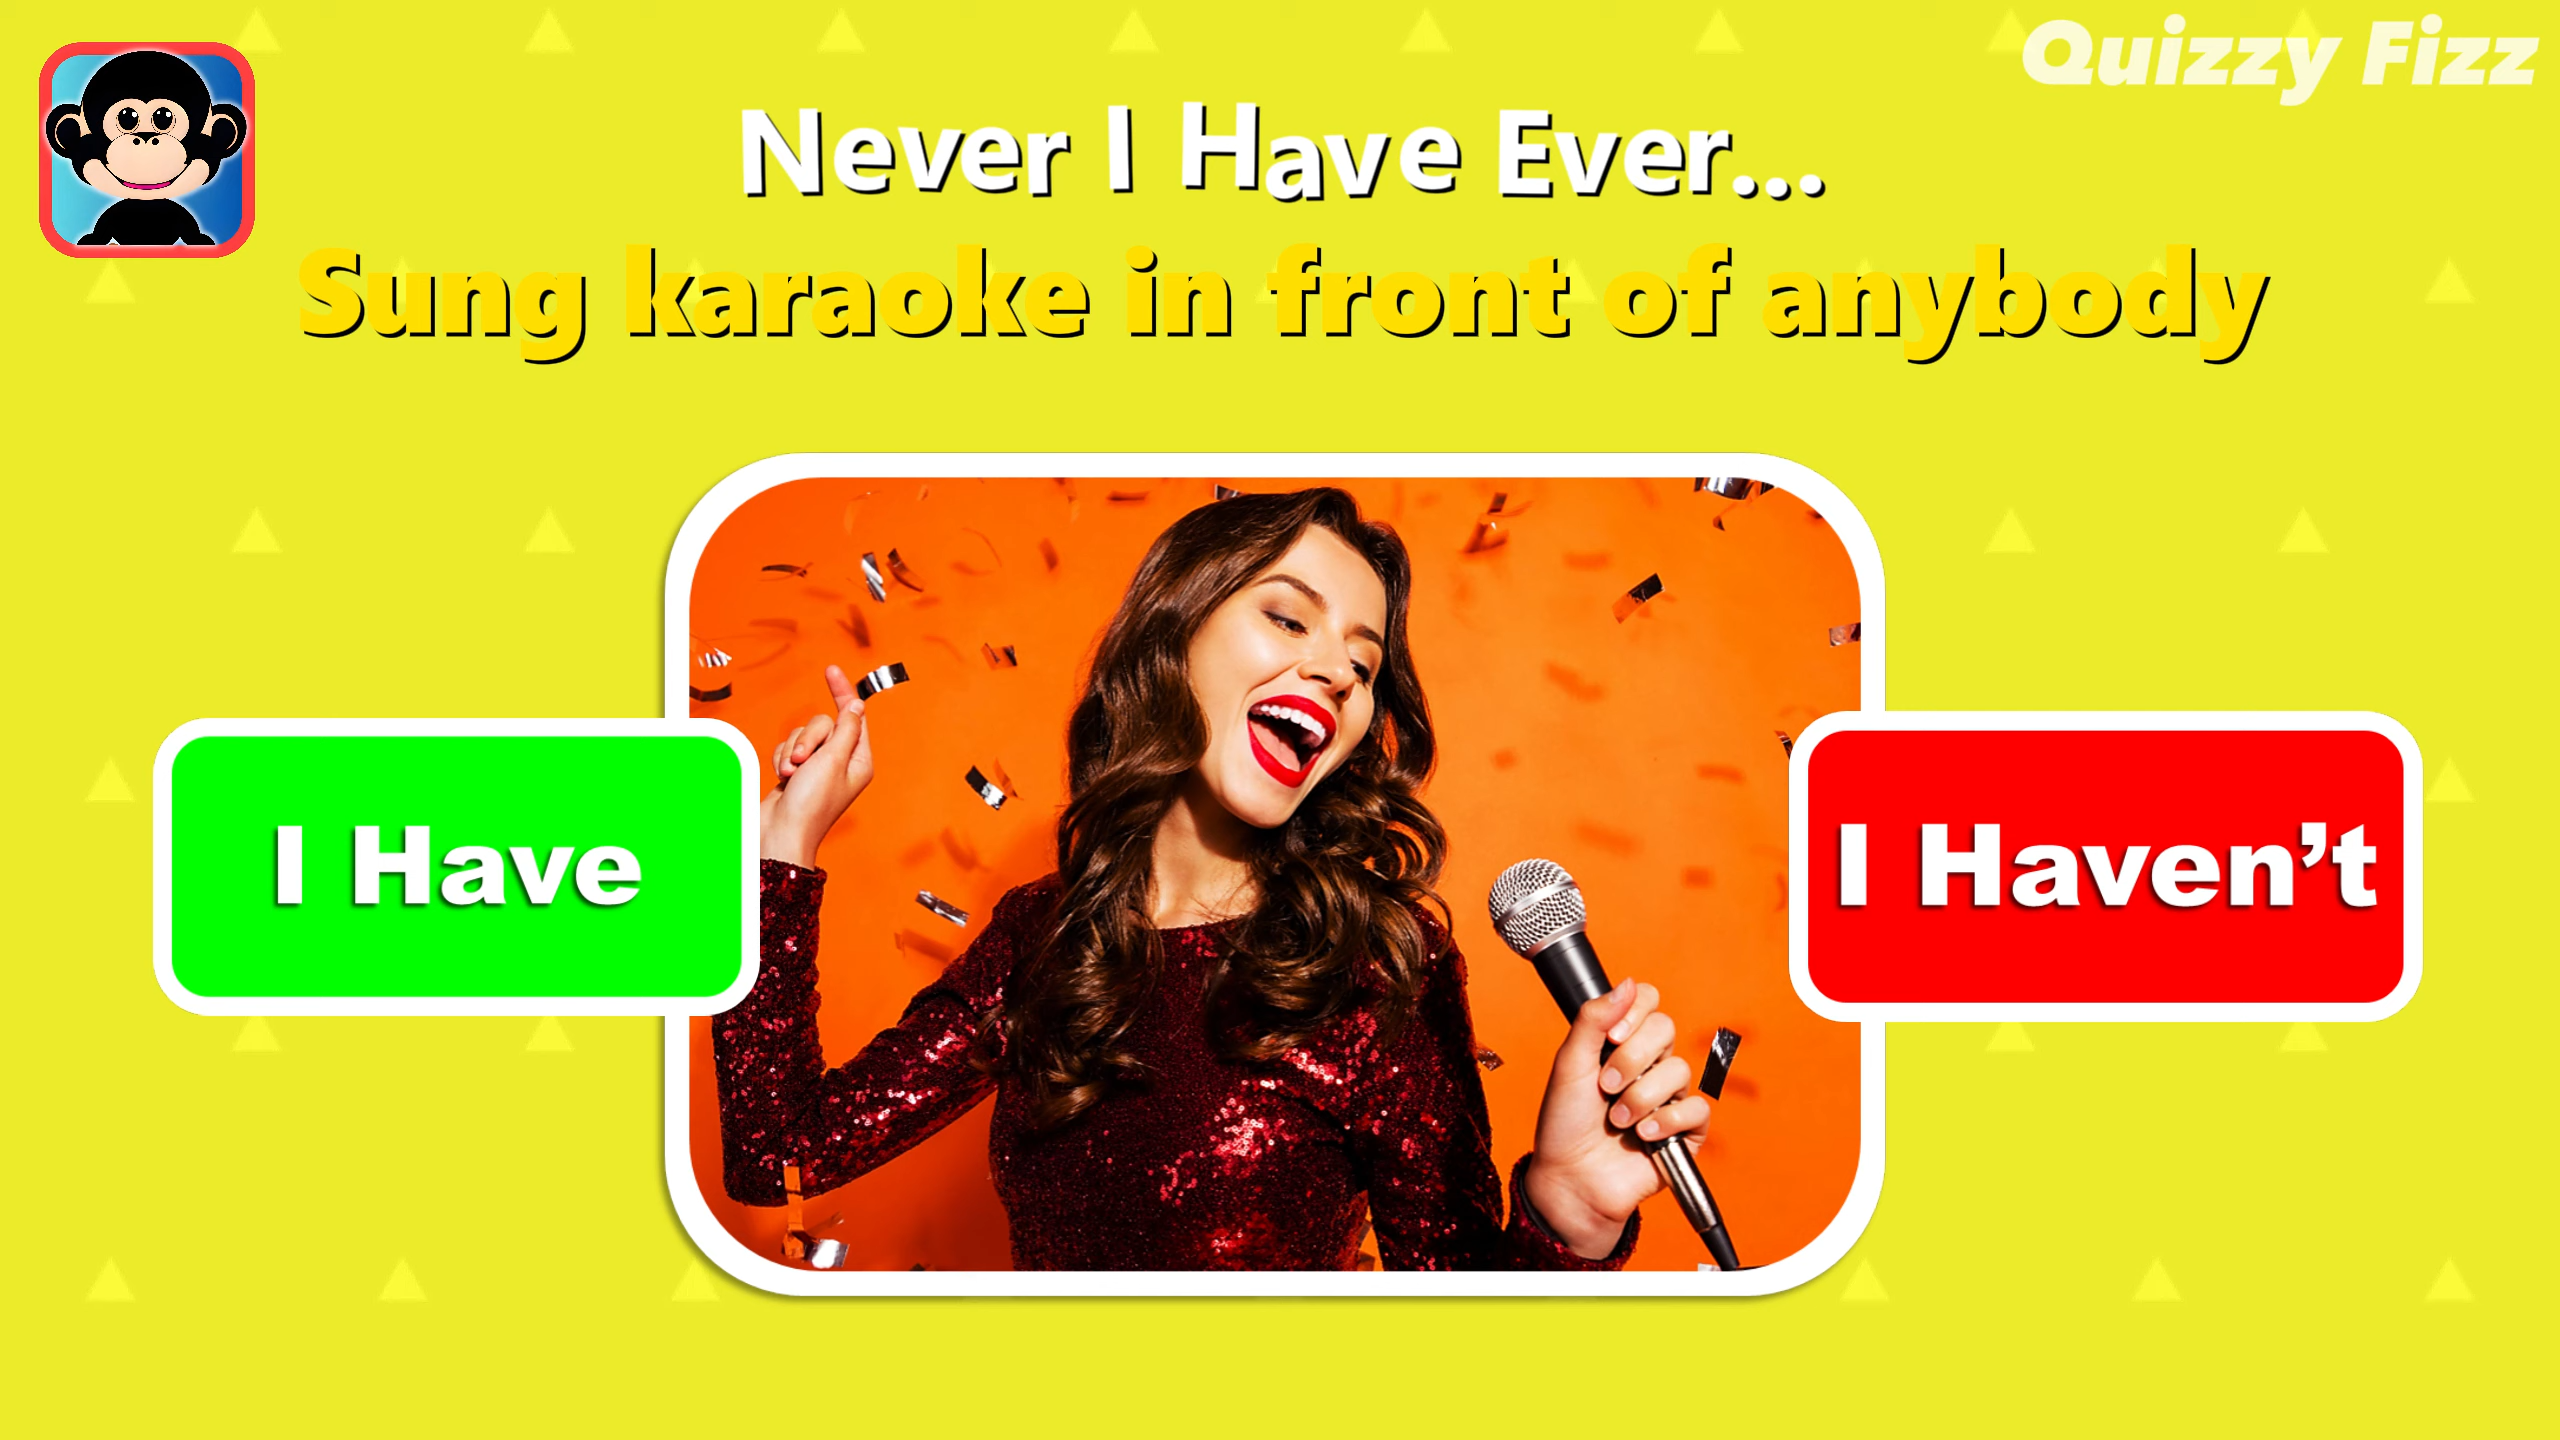 Quizzy Fizz
Never I Have Ever...
Sung karaoke in front of anybody
I Have
I Haven't